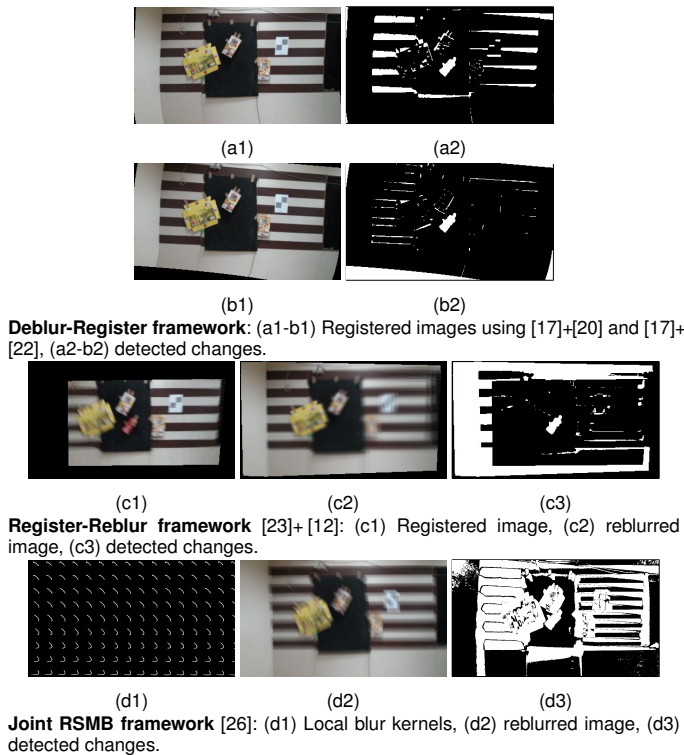 (a1) (a2)
(b1) (b2)
Deblur-Register framework: (a1-b1) Registered images using [17]+[20] and [17]+
[22], (a2-b2) detected changes.
(c1) (c2) (c3)
Register-Reblur framework [23]+ [12]: (c1) Registered image, (c2) reblurred
image, (c3) detected changes.
(d1) (d2) (d3)
Joint RSMB framework [26]: (d1) Local blur kernels, (d2) reblurred image, (d3)
detected changes.